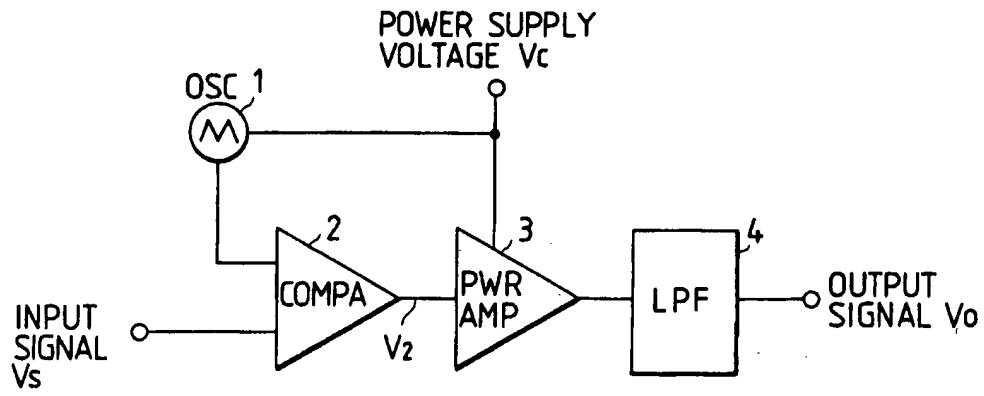 POWER SUPPLY
VOLTAGE Vc
OSC 1
2
COMPA
V2
3
PWR
AMP
4
LPF
INPUT
SIGNAL
Vs
OUTPUT
SIGNAL Vo